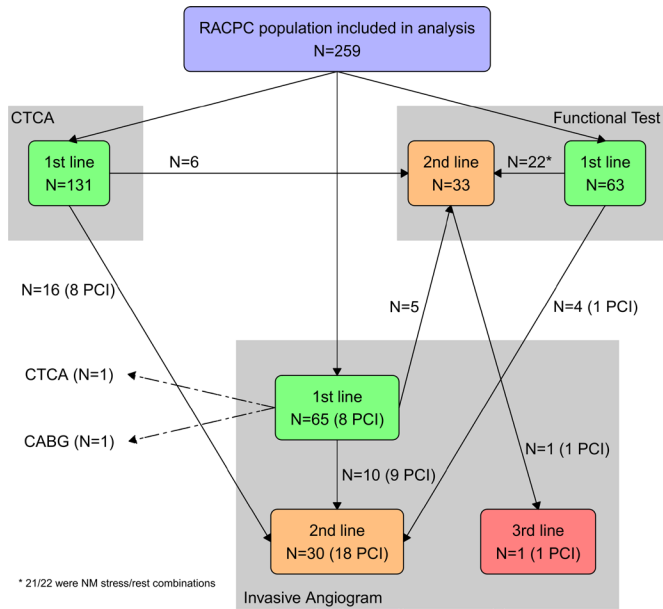 RACPC population included in analysis
N=259
CTCA
Functional Test
1st line
N=131
N=6
2nd line
N=33
N=22*
1st line
N=63
N=16 (8 PCI)
N=5
N=4 (1 PCI)
CTCA (N=1)
CABG (N=1)
1st line
N=65 (8 PCI)
N=10 (9 PCI)
N=1 (1 PCI)
2nd line
N=30 (18 PCI)
3rd line
N=1 (1 PCI)
* 21/22 were NM stress/rest combinations
Invasive Angiogram